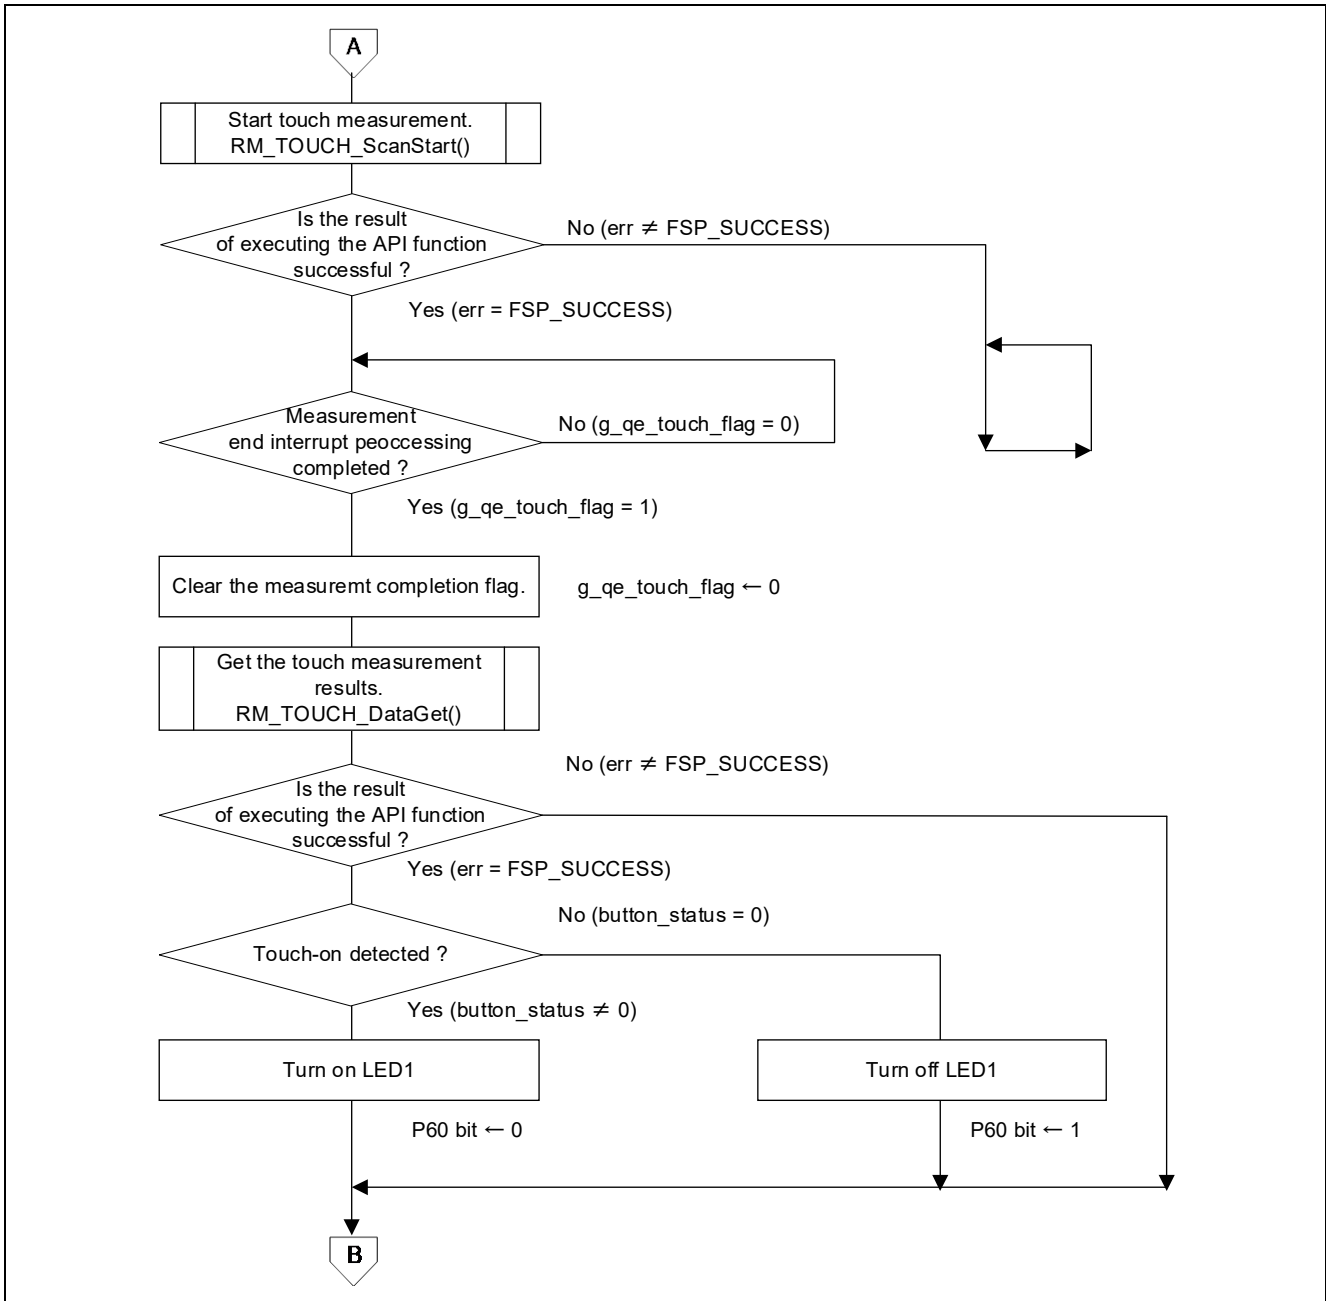 A
Start touch measurement.
RM_TOUCH_ScanStart()
Is the result
of executing the API function
successful ?
No (err ≠ FSP_SUCCESS)
Yes (err = FSP_SUCCESS)
Measurement
end interrupt peoccessing
completed ?
No (g_qe_touch_flag = 0)
Yes (g_qe_touch_flag = 1)
Clear the measuremt completion flag.
g_qe_touch_flag ← 0
Get the touch measurement
results.
RM_TOUCH_DataGet()
No (err ≠ FSP_SUCCESS)
Is the result
of executing the API function
successful ?
Yes (err = FSP_SUCCESS)
No (button_status = 0)
Touch-on detected ?
Yes (button_status ≠ 0)
Turn on LED1
Turn off LED1
P60 bit ← 0
P60 bit ← 1
B